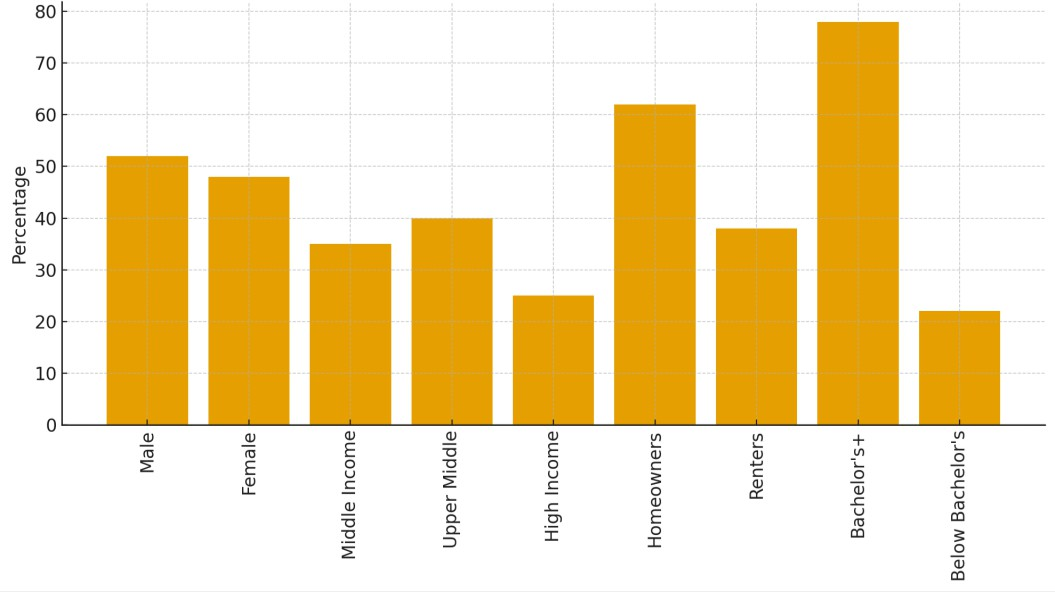 80
70
60
50
40
30
20
10
0
Percentage
Male
Female
Middle Income
Upper Middle
High Income
Homeowners
Renters
Bachelor's+
Below Bachelor's